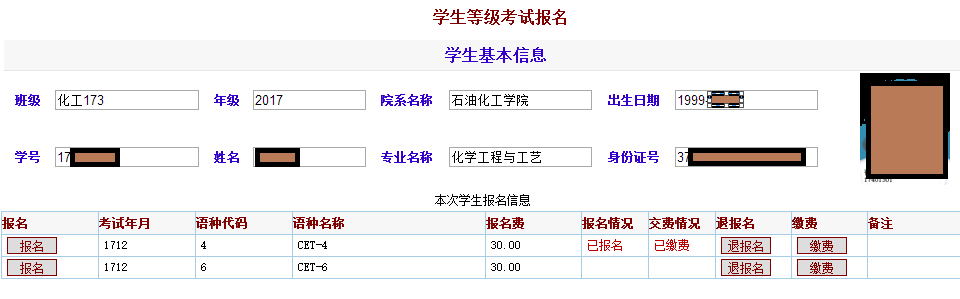 学生等级考试报名
学生基本信息
班级 化工173 年级 2017 院系名称 石油化工学院 出生日期 1999
学号 17 姓名 专业名称 化学工程与工艺 身份证号 37
本次学生报名信息
报名 考试年月 语种代码 语种名称 报名费 报名情况 交费情况 退报名 缴费 备注
报名 1712 4 CET-4 30.00 已报名 已缴费 退报名 缴费
报名 1712 6 CET-6 30.00 退报名 缴费